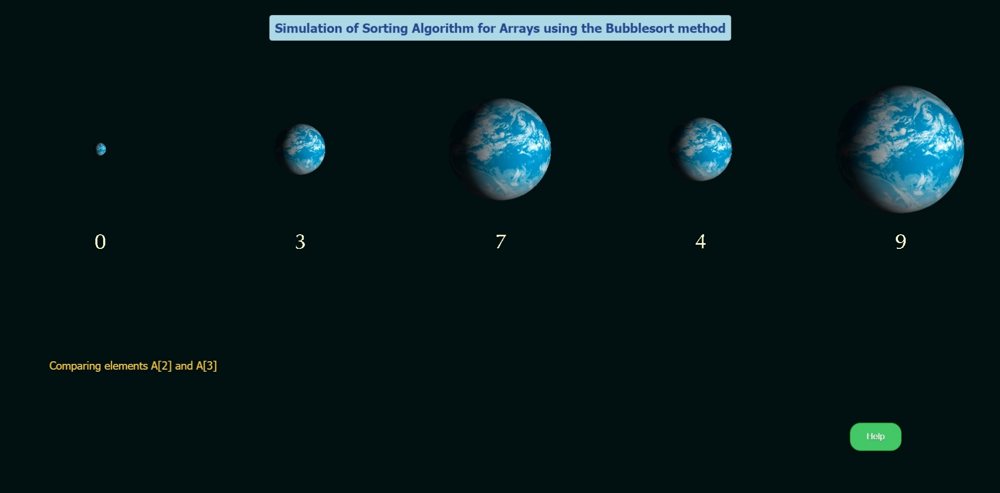 Simulation of Sorting Algorithm for Arrays using the Bubblesort method
0 3 7 4 9
Comparing elements A[2] and A[3]
Help